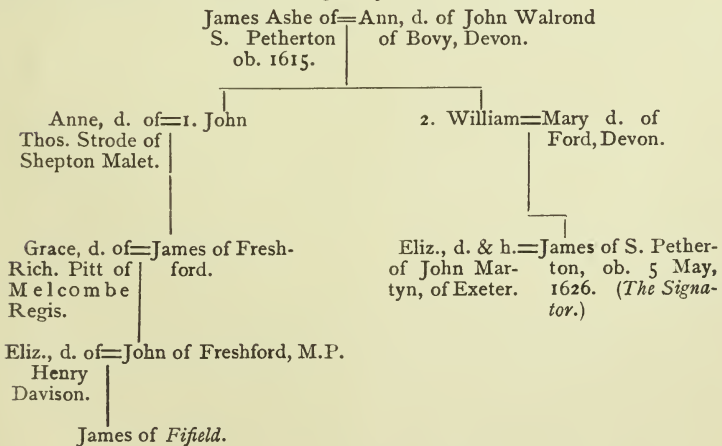 James Ashe of=Ann, d. of John Walrond
S. Petherton of Bovy, Devon.
ob. 1615.
Anne, d. of=1. John
Thos. Strode of
Shepton Malet.
2. William=Mary d. of
Ford, Devon.
Grace, d. of=James of Fresh-
Rich. Pitt of ford.
Melcombe
Regis.
Eliz., d. & h.=James of S. Pether-
of John Mar- ton, ob. 5 May,
tyn, of Exeter. 1626. (The Signa-
tor.)
Eliz., d. of=John of Freshford, M.P.
Henry
Davison.
James of Fifield.